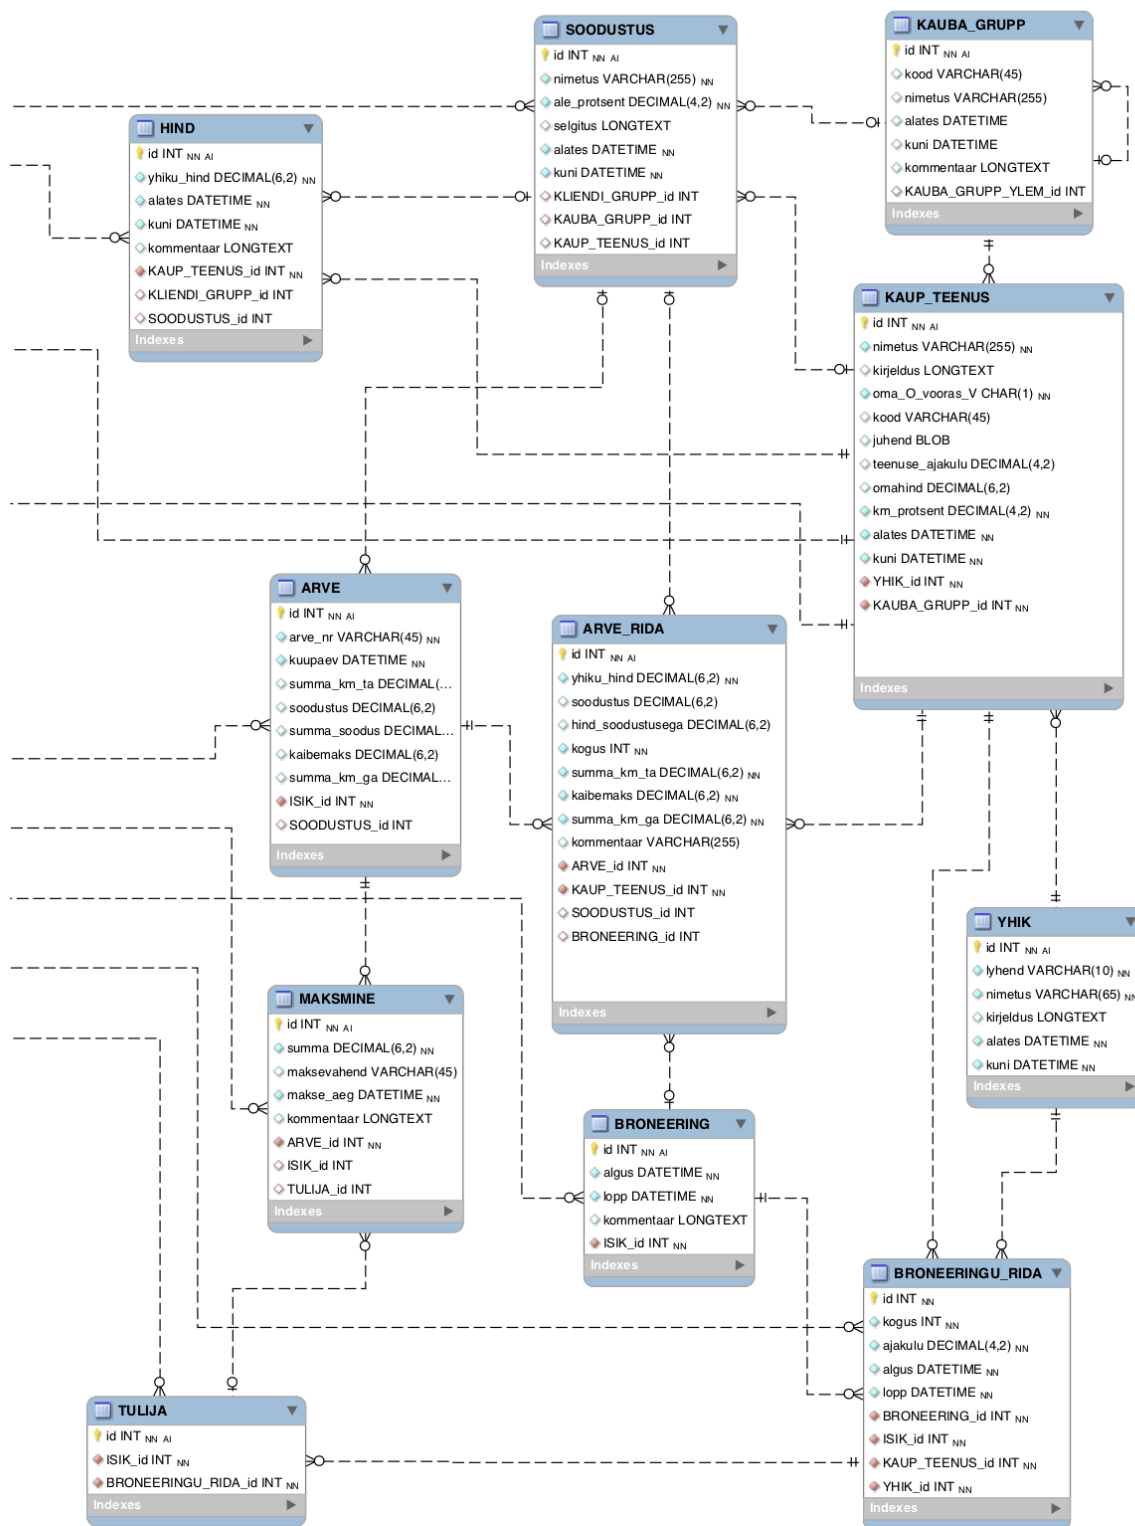 SOODUSTUS
id INT NN AI
nimetus VARCHAR(255) NN
ale_protsent DECIMAL(4,2) NN
selgitus LONGTEXT
alates DATETIME NN
kuni DATETIME NN
KLIENDI_GRUPP_id INT
KAUBA_GRUPP_id INT
KAUP_TEENUS_id INT
Indexes
KAUBA_GRUPP
id INT NN AI
kood VARCHAR(45)
nimetus VARCHAR(255)
alates DATETIME
kuni DATETIME
kommentaar LONGTEXT
KAUBA_GRUPP_YLEM_id INT
Indexes
HIND
id INT NN AI
yhiku_hind DECIMAL(6,2) NN
alates DATETIME NN
kuni DATETIME NN
kommentaar LONGTEXT
KAUP_TEENUS_id INT NN
KLIENDI_GRUPP_id INT
SOODUSTUS_id INT
Indexes
KAUP_TEENUS
id INT NN AI
nimetus VARCHAR(255) NN
kirjeldus LONGTEXT
oma_O_vooras_V CHAR(1) NN
kood VARCHAR(45)
juhend BLOB
teenuse_ajakulu DECIMAL(4,2)
omahind DECIMAL(6,2)
km_protsent DECIMAL(4,2) NN
alates DATETIME NN
kuni DATETIME NN
YHIK_id INT NN
KAUBA_GRUPP_id INT NN
Indexes
ARVE
id INT NN AI
arve_nr VARCHAR(45) NN
kuupaev DATETIME NN
summa_km_ta DECIMAL(...
soodustus DECIMAL(6,2)
summa_soodus DECIMAL...
kaibemaks DECIMAL(6,2)
summa_km_ga DECIMAL...
ISIK_id INT NN
SOODUSTUS_id INT
Indexes
ARVE_RIDA
id INT NN AI
yhiku_hind DECIMAL(6,2) NN
soodustus DECIMAL(6,2)
hind_soodustusega DECIMAL(6,2)
kogus INT NN
summa_km_ta DECIMAL(6,2) NN
kaibemaks DECIMAL(6,2) NN
summa_km_ga DECIMAL(6,2) NN
kommentaar VARCHAR(255)
ARVE_id INT NN
KAUP_TEENUS_id INT NN
SOODUSTUS_id INT
BRONEERING_id INT
Indexes
YHIK
id INT NN AI
lyhend VARCHAR(10) NN
nimetus VARCHAR(65) NN
kirjeldus LONGTEXT
alates DATETIME NN
kuni DATETIME NN
Indexes
MAKSMINE
id INT NN AI
summa DECIMAL(6,2) NN
maksevahend VARCHAR(45)
makse_aeg DATETIME NN
kommentaar LONGTEXT
ARVE_id INT NN
ISIK_id INT
TULIJA_id INT
Indexes
BRONEERING
id INT NN AI
algus DATETIME NN
lopp DATETIME NN
kommentaar LONGTEXT
ISIK_id INT NN
Indexes
BRONEERINGU_RIDA
id INT NN
kogus INT NN
ajakulu DECIMAL(4,2) NN
algus DATETIME NN
lopp DATETIME NN
BRONEERING_id INT NN
ISIK_id INT NN
KAUP_TEENUS_id INT NN
YHIK_id INT NN
Indexes
TULIJA
id INT NN AI
ISIK_id INT NN
BRONEERINGU_RIDA_id INT NN
Indexes